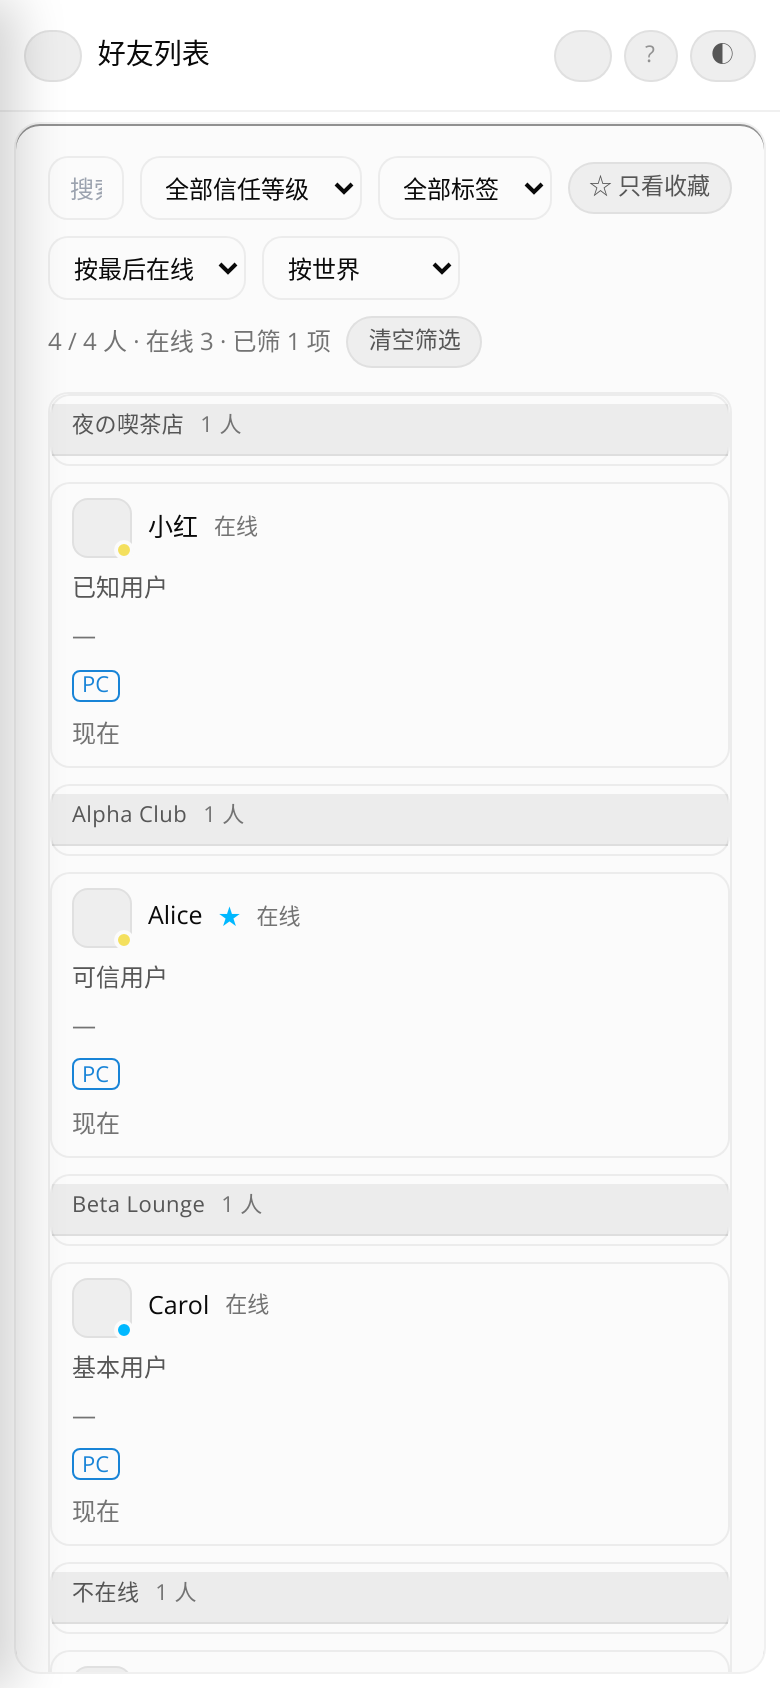 好友列表
?
全部信任等级
全部标签
☆ 只看收藏
按最后在线
按世界
4 / 4 人 · 在线 3 · 已筛 1 项
清空筛选
夜の喫茶店 1 人
小红 在线
已知用户
—
PC
现在
Alpha Club 1 人
Alice ★ 在线
可信用户
—
PC
现在
Beta Lounge 1 人
Carol 在线
基本用户
—
PC
现在
不在线 1 人